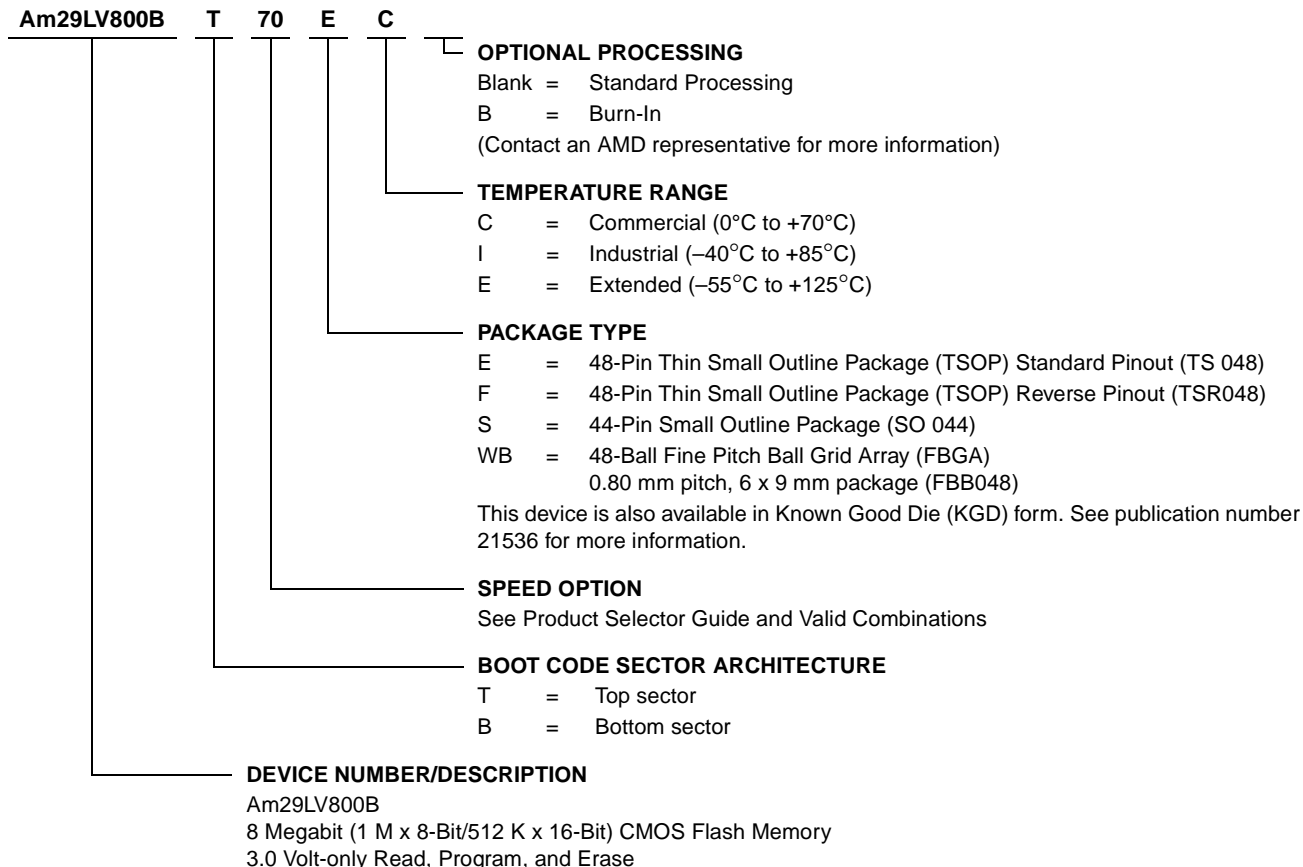 Am29LV800B T 70 E C
OPTIONAL PROCESSING
Blank = Standard Processing
B = Burn-In
(Contact an AMD representative for more information)
TEMPERATURE RANGE
C = Commercial (0°C to +70°C)
I = Industrial (–40°C to +85°C)
E = Extended (–55°C to +125°C)
PACKAGE TYPE
E = 48-Pin Thin Small Outline Package (TSOP) Standard Pinout (TS 048)
F = 48-Pin Thin Small Outline Package (TSOP) Reverse Pinout (TSR048)
S = 44-Pin Small Outline Package (SO 044)
WB = 48-Ball Fine Pitch Ball Grid Array (FBGA)
0.80 mm pitch, 6 x 9 mm package (FBB048)
This device is also available in Known Good Die (KGD) form. See publication number
21536 for more information.
SPEED OPTION
See Product Selector Guide and Valid Combinations
BOOT CODE SECTOR ARCHITECTURE
T = Top sector
B = Bottom sector
DEVICE NUMBER/DESCRIPTION
Am29LV800B
8 Megabit (1 M x 8-Bit/512 K x 16-Bit) CMOS Flash Memory
3.0 Volt-only Read, Program, and Erase